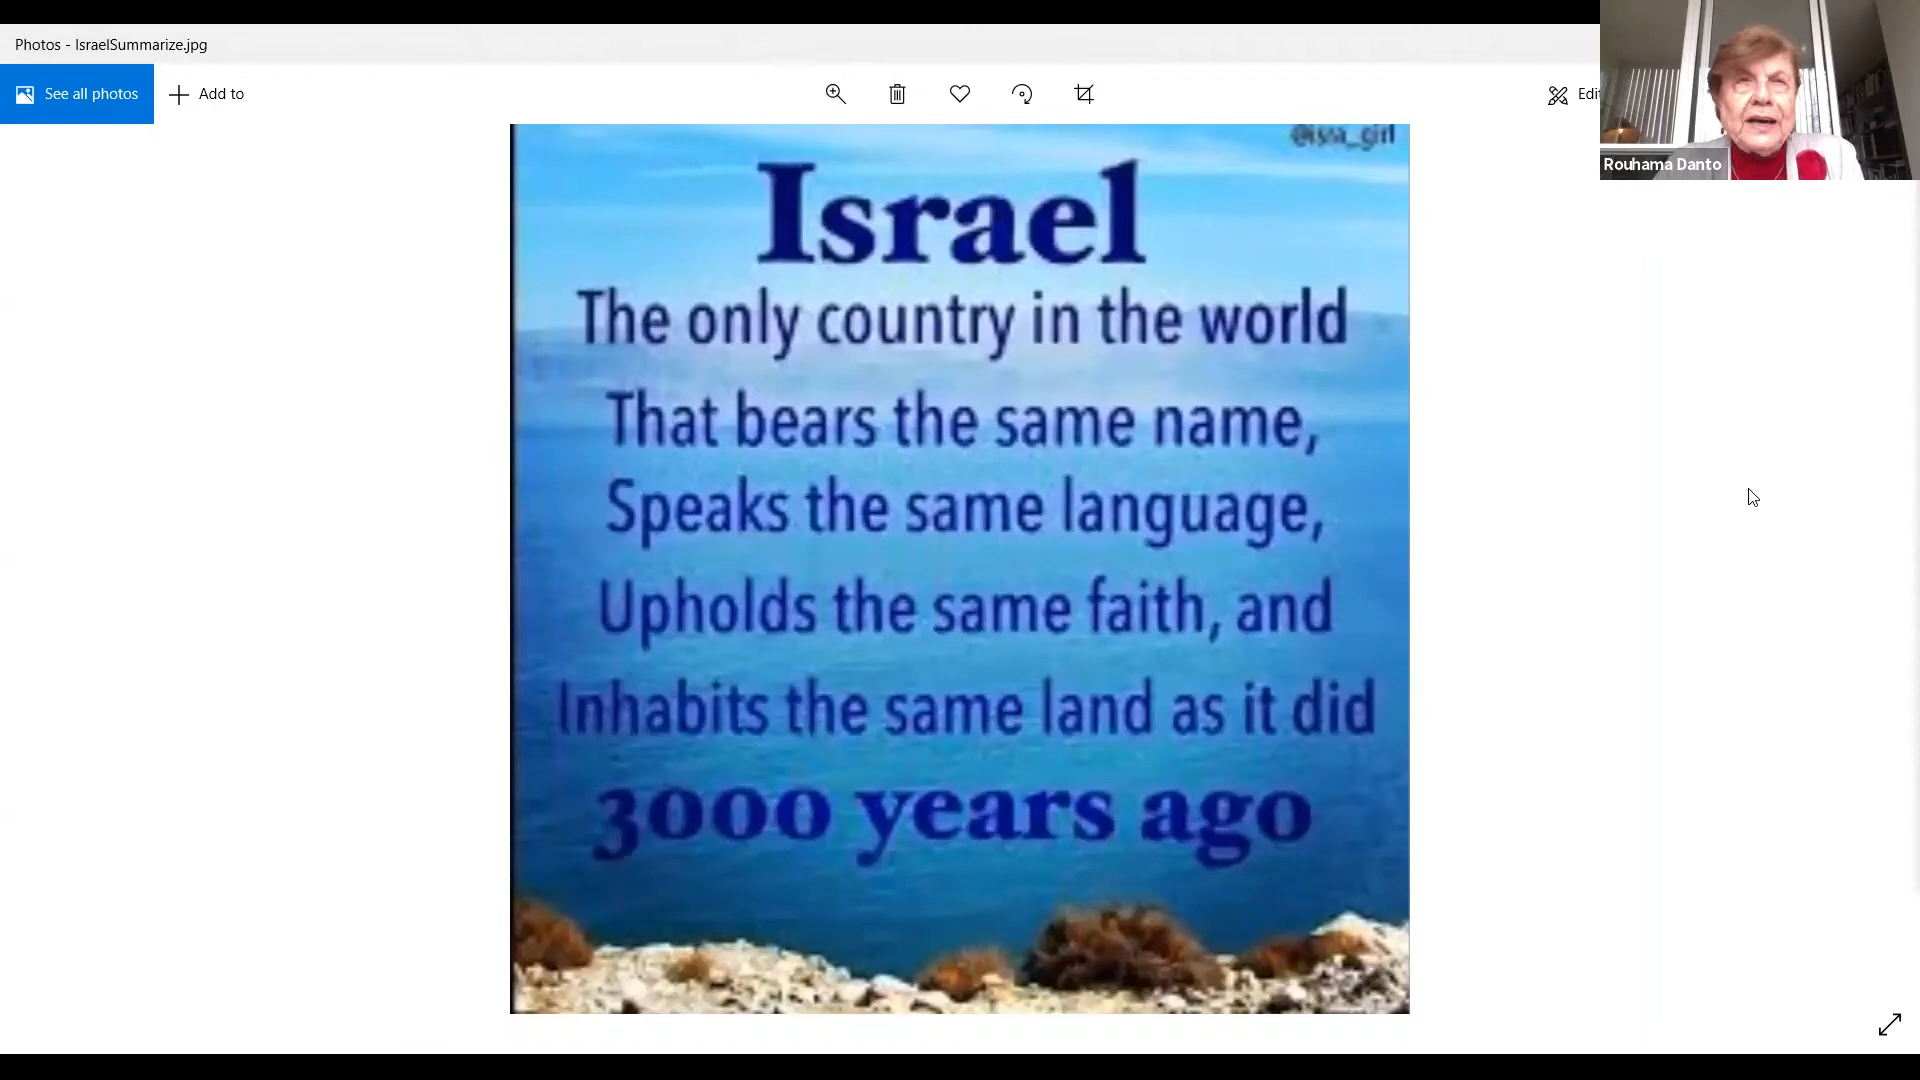 Photos - IsraelSummarize.jpg
See all photos
Add to
Rouhama Danto
@isra_girl
Israel
The only country in the world
That bears the same name,
Speaks the same language,
Upholds the same faith, and
Inhabits the same land as it did
3000 years ago